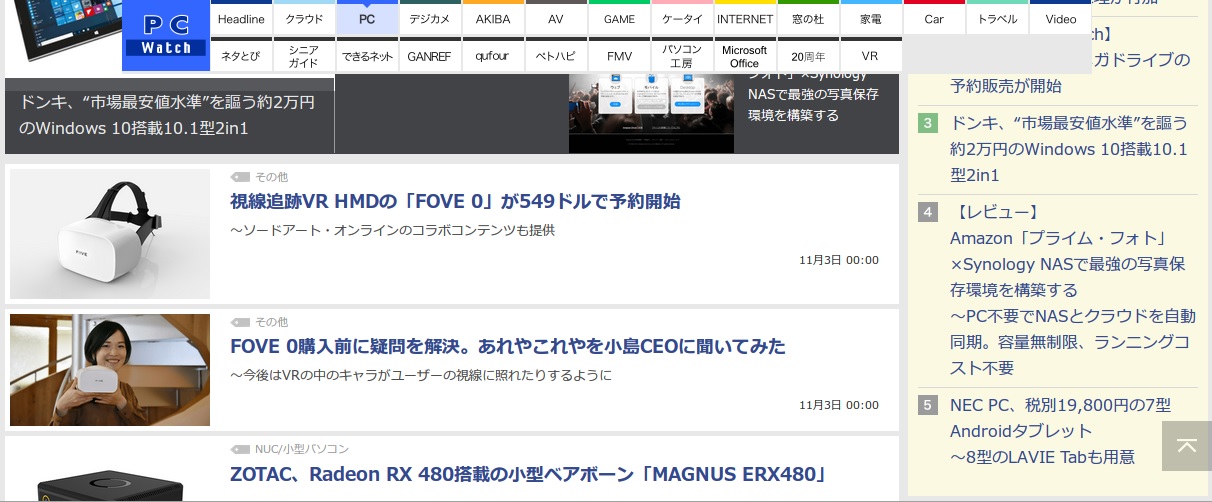 PC
Watch
Headline
クラウド
PC
デジカメ
AKIBA
AV
GAME
ケータイ
INTERNET
窓の杜
家電
Car
トラベル
Video
ネタとぴ
シニア
ガイド
できるネット
GANREF
qufour
ペトハピ
FMV
パソコン
工房
Microsoft
Office
20周年
VR
ドンキ、“市場最安値水準”を謳う約2万円
のWindows 10搭載10.1型2in1
フォト」×Synology
NASで最強の写真保存
環境を構築する
その他
視線追跡VR HMDの「FOVE 0」が549ドルで予約開始
～ソードアート・オンラインのコラボコンテンツも提供
11月3日 00:00
FOVE
その他
FOVE 0購入前に疑問を解決。あれやこれやを小島CEOに聞いてみた
～今後はVRの中のキャラがユーザーの視線に照れたりするように
11月3日 00:00
NUC/小型パソコン
ZOTAC、Radeon RX 480搭載の小型ベアボーン「MAGNUS ERX480」
ch】
ガドライブの
予約販売が開始
3 ドンキ、“市場最安値水準”を謳う
約2万円のWindows 10搭載10.1
型2in1
4 【レビュー】
Amazon「プライム・フォト」
×Synology NASで最強の写真保
存環境を構築する
～PC不要でNASとクラウドを自動
同期。容量無制限、ランニングコ
スト不要
5 NEC PC、税別19,800円の7型
Androidタブレット
～8型のLAVIE Tabも用意